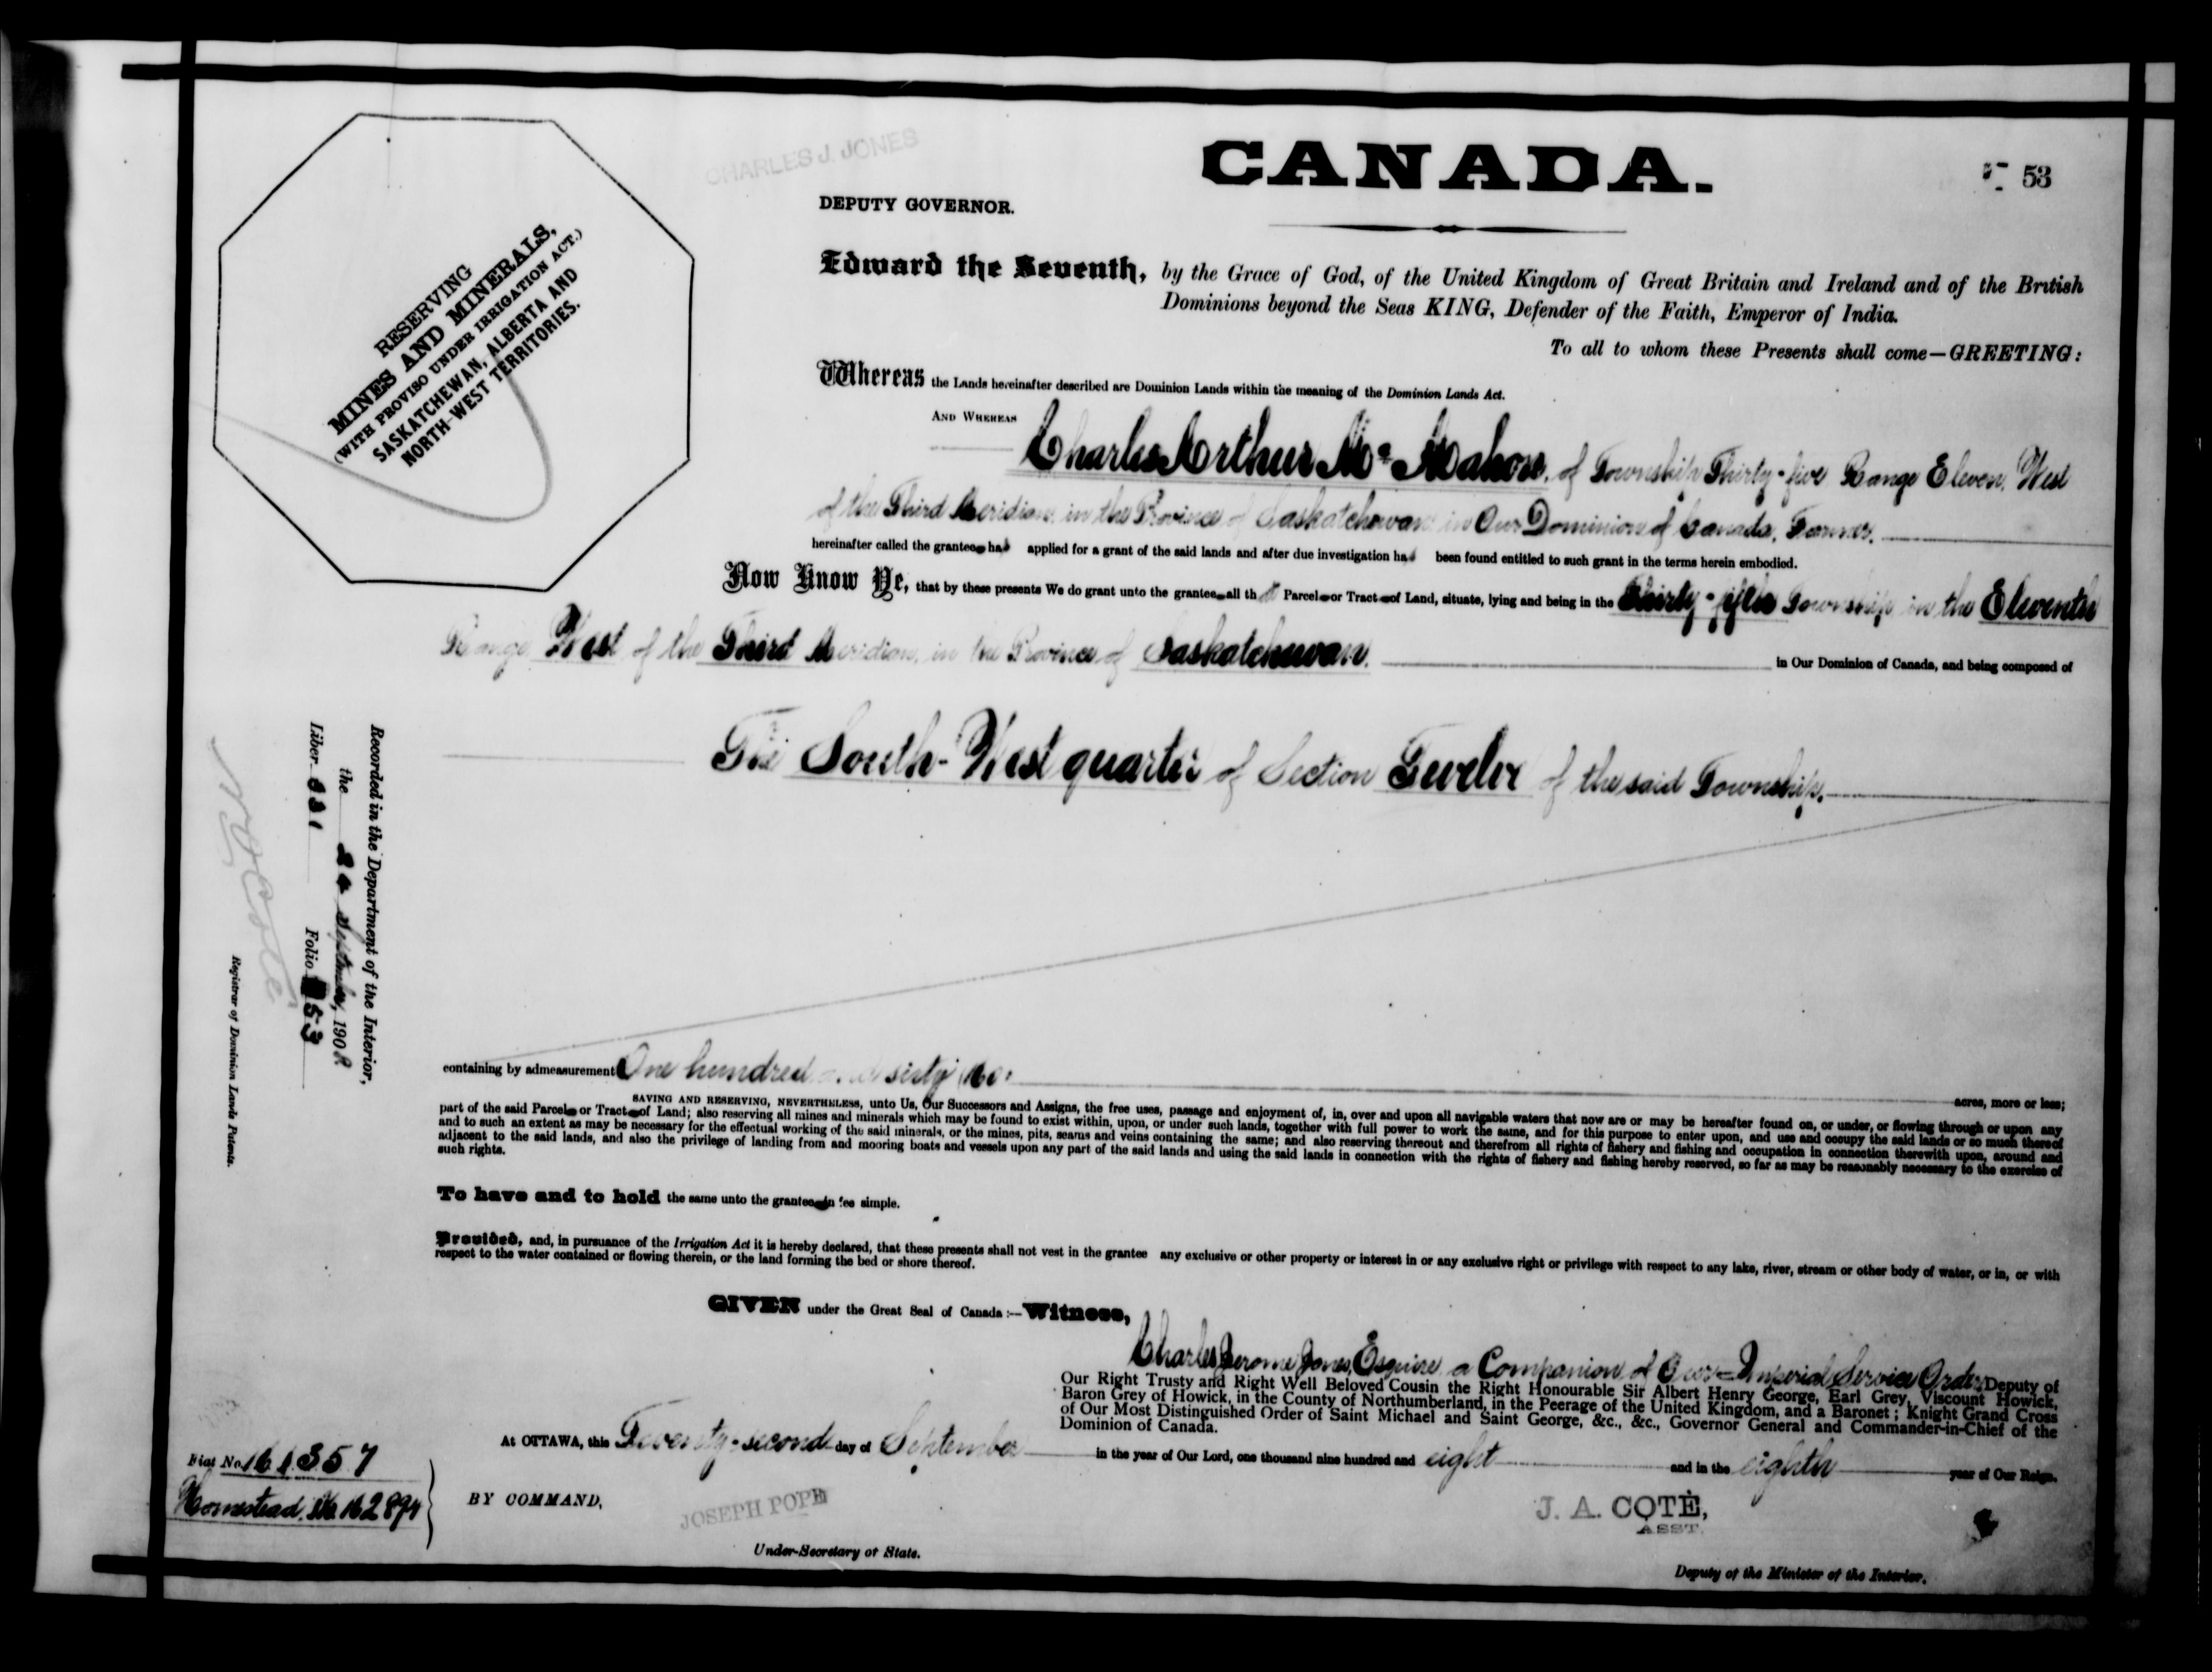 CHARLES J. JONES
CANADA.
53
DEPUTY GOVERNOR.
RESERVING
MINES AND MINERALS,
(WITH PROVISO UNDER IRRIGATION ACT.)
SASKATCHEWAN, ALBERTA AND
NORTH-WEST TERRITORIES.
Edward the Seventh, by the Grace of God, of the United Kingdom of Great Britain and Ireland and of the British
Dominions beyond the Seas KING, Defender of the Faith, Emperor of India.
To all to whom these Presents shall come—GREETING:
Whereas the Lands hereinafter described are Dominion Lands within the meaning of the Dominion Lands Act.
AND WHEREAS Charles Arthur McMahon, of Township Thirty-five Range Eleven, West
of the Third Meridian, in the Province of Saskatchewan in Our Dominion of Canada, Farmer,
hereinafter called the grantee has applied for a grant of the said lands and after due investigation has been found entitled to such grant in the terms herein embodied.
Now Know Ye, that by these presents We do grant unto the grantee all that Parcel or Tract of Land, situate, lying and being in the Thirty-fifth Township in the Eleventh
Range West of the Third Meridian, in the Province of Saskatchewan, in Our Dominion of Canada, and being composed of
The South-West quarter of Section Twelve of the said Township,
Recorded in the Department of the Interior,
the 24 September, 1908
Liber 331 Folio 53
N O Coté
Registrar of Dominion Lands Patents.
containing by admeasurement One hundred and sixty (160) acres, more or less;
SAVING AND RESERVING, NEVERTHELESS, unto Us, Our Successors and Assigns, the free uses, passage and enjoyment of, in, over and upon all navigable waters that now are or may be hereafter found on, or under, or flowing through or upon any
part of the said Parcel or Tract of Land; also reserving all mines and minerals which may be found to exist within, upon, or under such lands, together with full power to work the same, and for this purpose to enter upon, and use and occupy the said lands or so much thereof
and to such an extent as may be necessary for the effectual working of the said minerals, or the mines, pits, seams and veins containing the same; and also reserving thereout and therefrom all rights of fishery and fishing and occupation in connection therewith upon, around and
adjacent to the said lands, and also the privilege of landing from and mooring boats and vessels upon any part of the said lands and using the said lands in connection with the rights of fishery and fishing hereby reserved, so far as may be reasonably necessary to the exercise of
such rights.
To have and to hold the same unto the grantee in fee simple.
Provided, and, in pursuance of the Irrigation Act it is hereby declared, that these presents shall not vest in the grantee any exclusive or other property or interest in or any exclusive right or privilege with respect to any lake, river, stream or other body of water, or in, or with
respect to the water contained or flowing therein, or the land forming the bed or shore thereof.
GIVEN under the Great Seal of Canada:—Witness,
Charles Jerome Jones, Esquire, a Companion of Our Imperial Service Order, Deputy of
Our Right Trusty and Right Well Beloved Cousin the Right Honourable Sir Albert Henry George, Earl Grey, Viscount Howick,
Baron Grey of Howick, in the County of Northumberland, in the Peerage of the United Kingdom, and a Baronet; Knight Grand Cross
of Our Most Distinguished Order of Saint Michael and Saint George, &c., &c., Governor General and Commander-in-Chief of the
Dominion of Canada.
At OTTAWA, this Twenty-second day of September in the year of Our Lord, one thousand nine hundred and eight and in the eighth year of Our Reign.
Fiat No. 161357
Homestead No. 162894
BY COMMAND,
JOSEPH POPE
Under-Secretary of State.
J. A. COTÈ,
ASST.
Deputy of the Minister of the Interior.